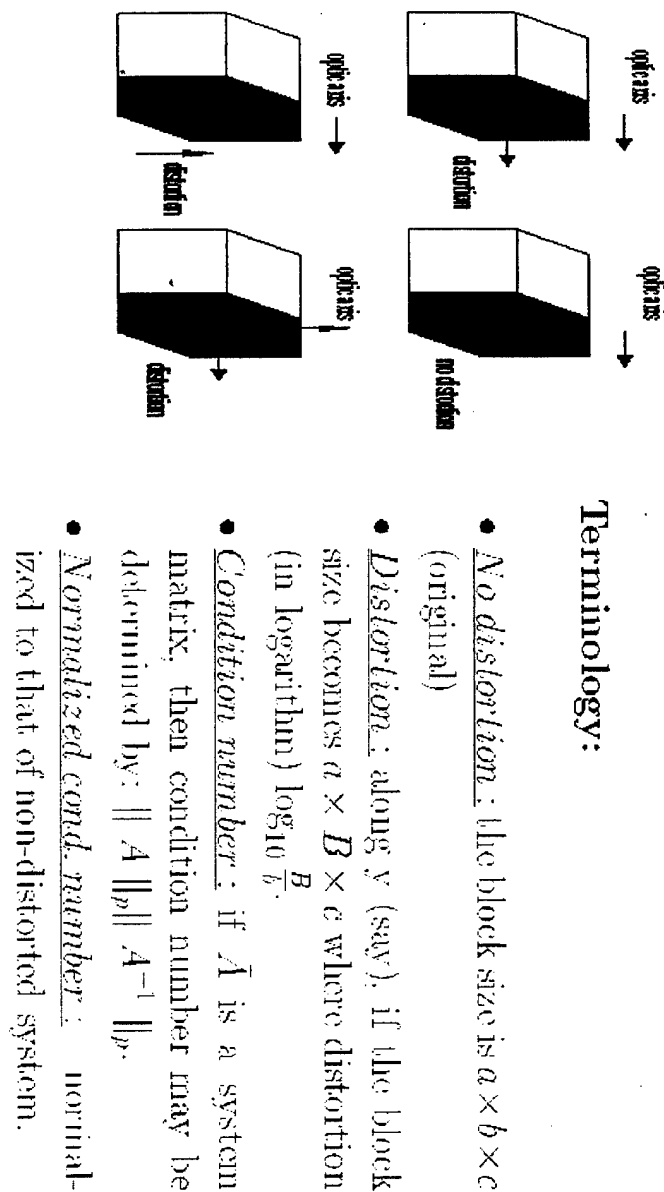 optic axis
optic axis
distortion
no distortion
optic axis
optic axis
distortion
distortion
Terminology:
• No distortion : the block size is a × b × c
(original)
• Distortion : along y (say), if the block
size becomes a × B × c where distortion
(in logarithm) log₁₀ B/b.
• Condition number : if Ā is a system
matrix, then condition number may be
determined by: ‖ A ‖ₚ‖ A⁻¹ ‖ₚ.
• Normalized cond. number : normal-
ized to that of non-distorted system.